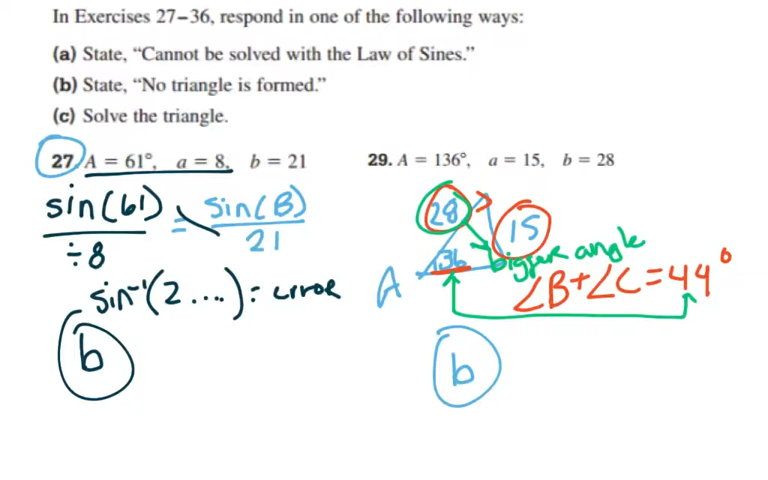 In Exercises 27–36, respond in one of the following ways:
(a) State, “Cannot be solved with the Law of Sines.”
(b) State, “No triangle is formed.”
(c) Solve the triangle.
27. A = 61°, a = 8, b = 21
sin(61) = sin(B)
÷8 21
sin⁻¹(2....) = error
b
29. A = 136°, a = 15, b = 28
28 > 15
136 bigger angle
A ∠B+∠C=44°
b